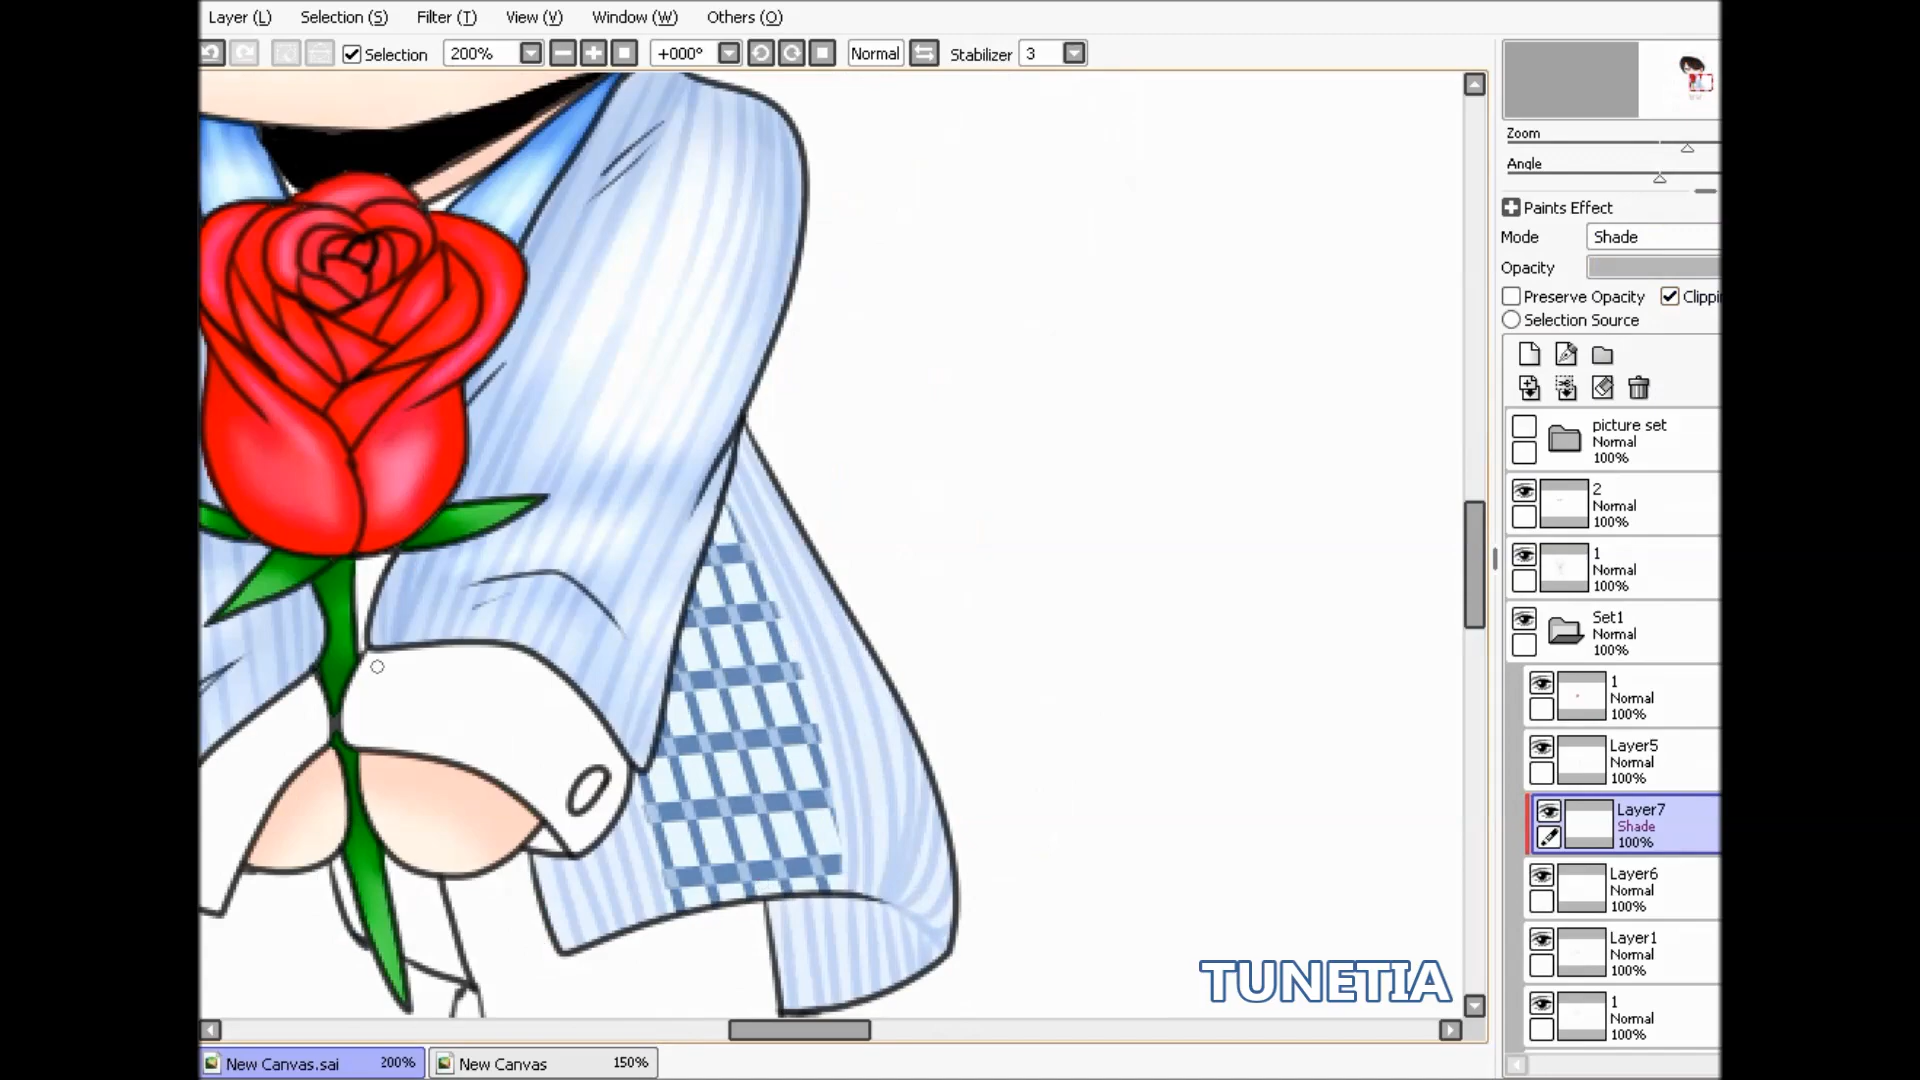 Layer (L) Selection (S) Filter (T) View (V) Window (W) Others (O)
Selection 200% +000° Normal Stabilizer 3
Zoom
Angle
Paints Effect
Mode Shade
Opacity
Preserve Opacity Clippi
Selection Source
picture set
Normal
100%
2
Normal
100%
1
Normal
100%
Set1
Normal
100%
1
Normal
100%
Layer5
Normal
100%
Layer7
Shade
100%
Layer6
Normal
100%
Layer1
Normal
100%
1
Normal
100%
TUNETIA
New Canvas.sai 200% New Canvas 150%